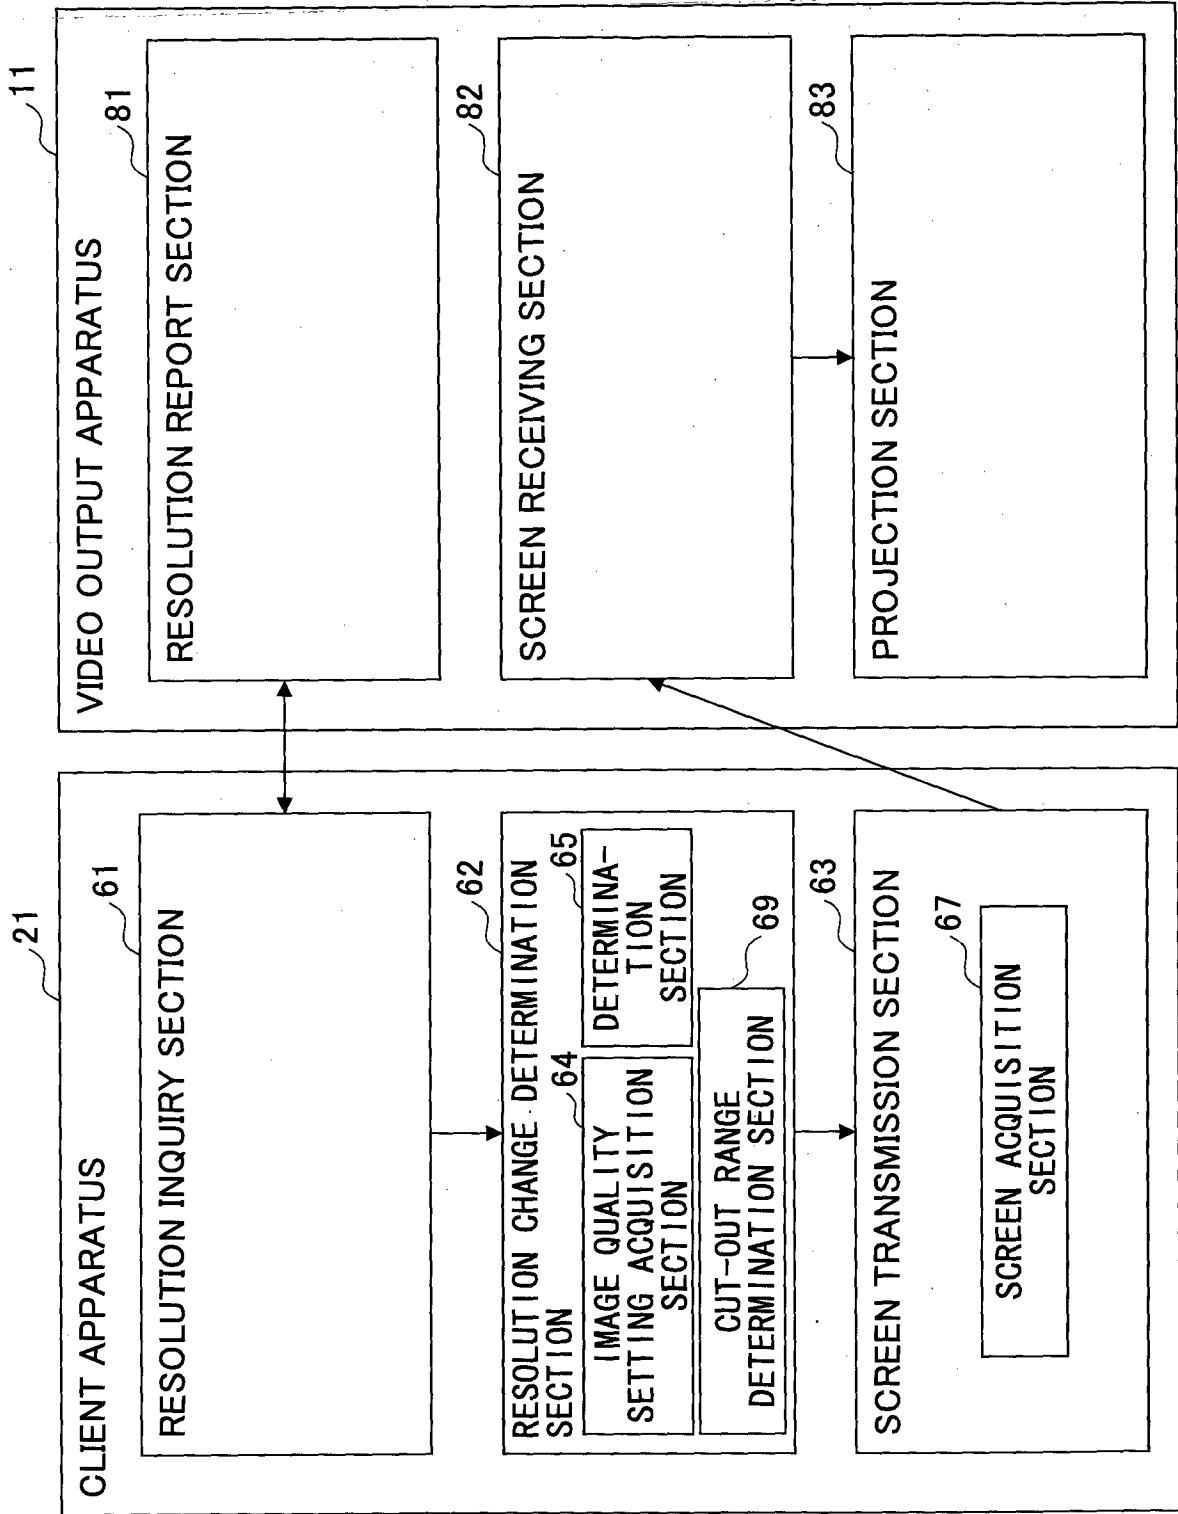 21
CLIENT APPARATUS
61
RESOLUTION INQUIRY SECTION
62
RESOLUTION CHANGE DETERMINATION
SECTION
64
IMAGE QUALITY
SETTING ACQUISITION
SECTION
65
DETERMINA-
TION
SECTION
69
CUT-OUT RANGE
DETERMINATION SECTION
63
SCREEN TRANSMISSION SECTION
67
SCREEN ACQUISITION
SECTION
11
VIDEO OUTPUT APPARATUS
81
RESOLUTION REPORT SECTION
82
SCREEN RECEIVING SECTION
83
PROJECTION SECTION